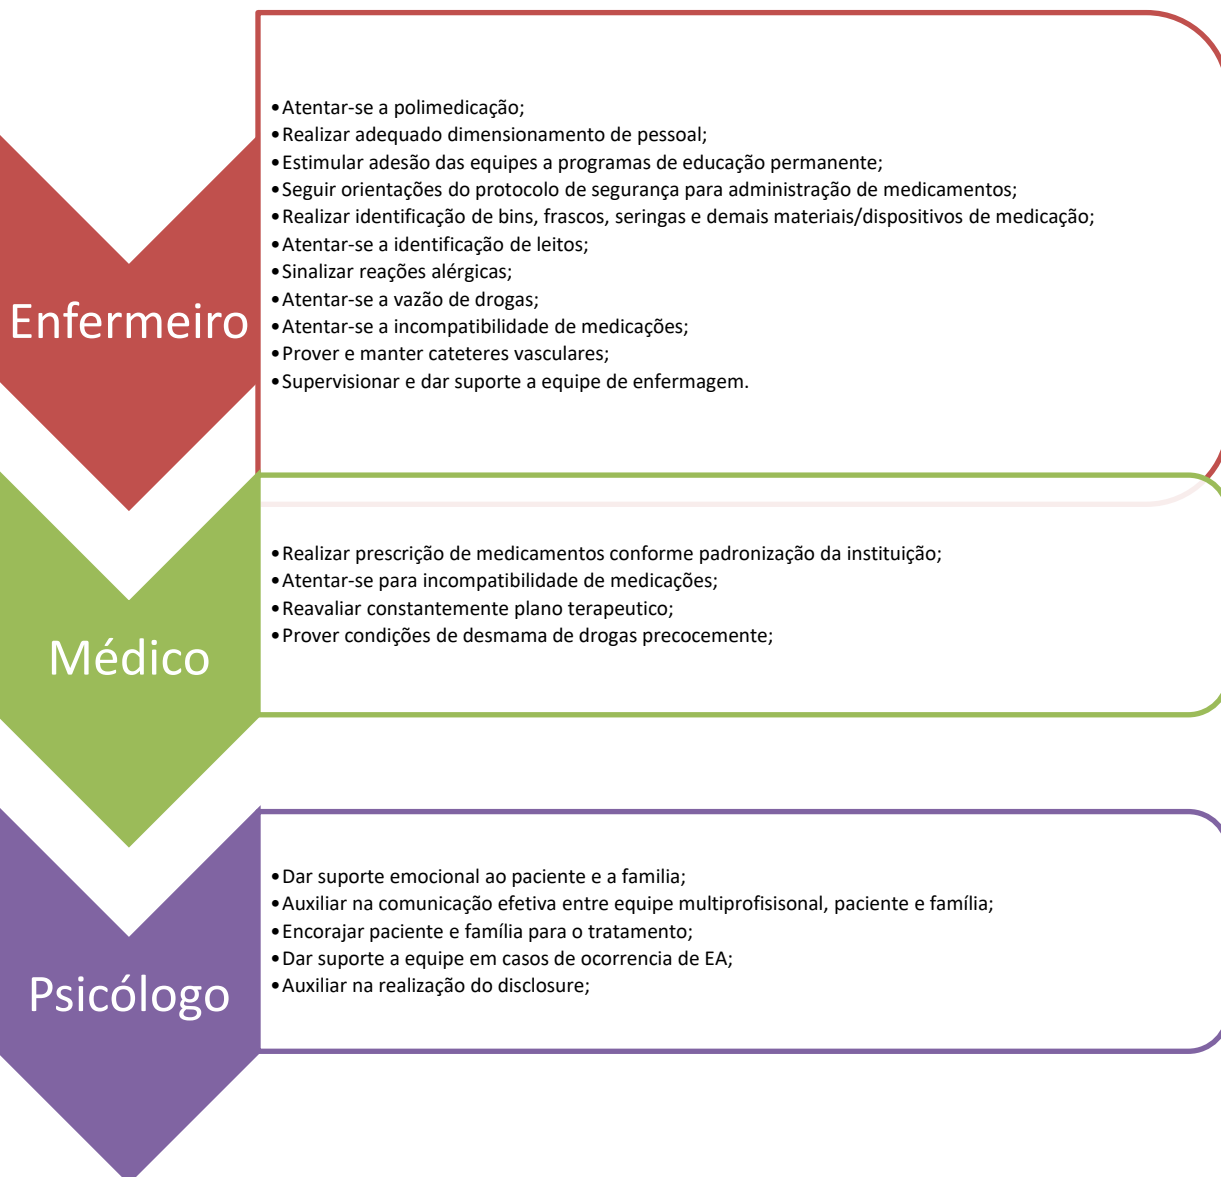 Enfermeiro
•Atentar-se a polimedicação;
•Realizar adequado dimensionamento de pessoal;
•Estimular adesão das equipes a programas de educação permanente;
•Seguir orientações do protocolo de segurança para administração de medicamentos;
•Realizar identificação de bins, frascos, seringas e demais materiais/dispositivos de medicação;
•Atentar-se a identificação de leitos;
•Sinalizar reações alérgicas;
•Atentar-se a vazão de drogas;
•Atentar-se a incompatibilidade de medicações;
•Prover e manter cateteres vasculares;
•Supervisionar e dar suporte a equipe de enfermagem.
Médico
•Realizar prescrição de medicamentos conforme padronização da instituição;
•Atentar-se para incompatibilidade de medicações;
•Reavaliar constantemente plano terapeutico;
•Prover condições de desmama de drogas precocemente;
Psicólogo
•Dar suporte emocional ao paciente e a familia;
•Auxiliar na comunicação efetiva entre equipe multiprofisisonal, paciente e família;
•Encorajar paciente e família para o tratamento;
•Dar suporte a equipe em casos de ocorrencia de EA;
•Auxiliar na realização do disclosure;